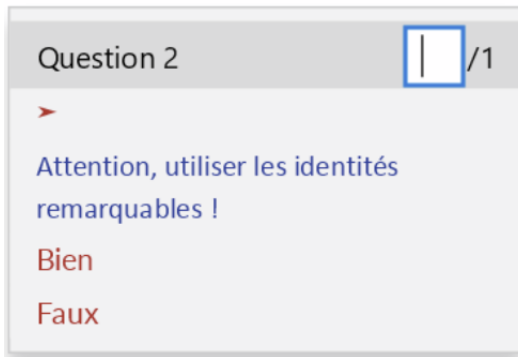 Question 2 /1
➤
Attention, utiliser les identités
remarquables !
Bien
Faux